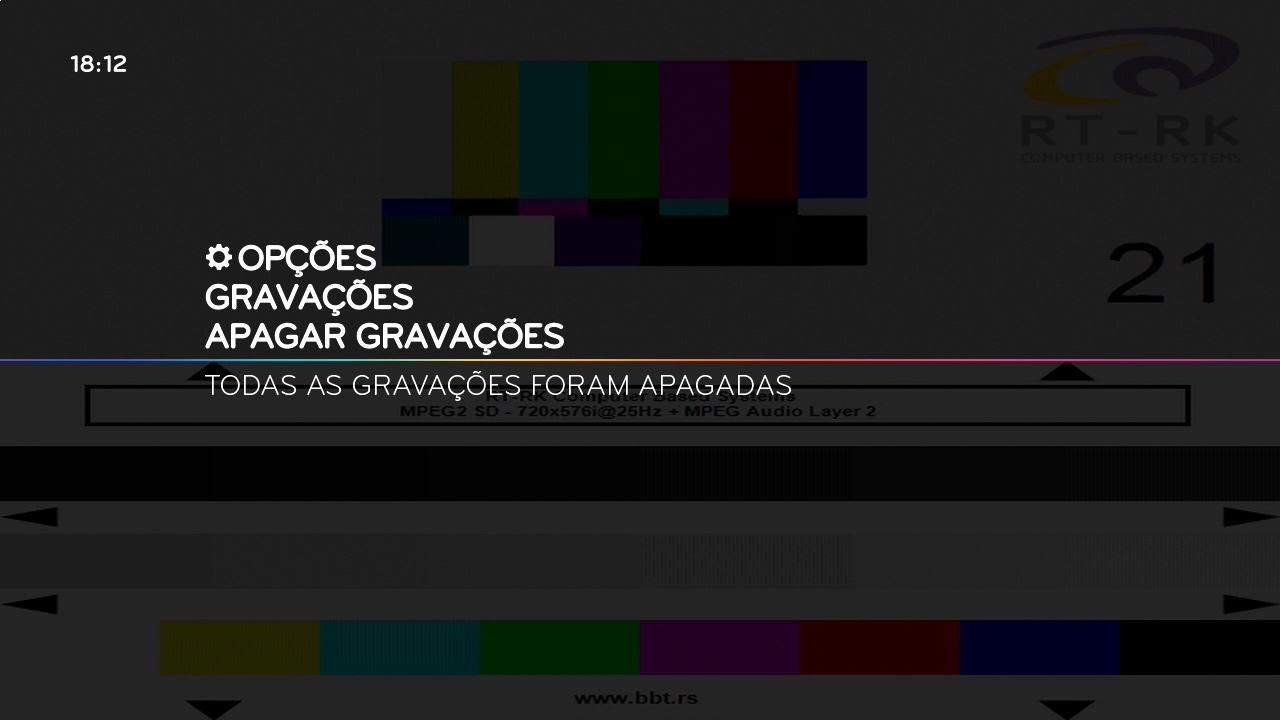 18:12
RT-RK
COMPUTER BASED SYSTEMS
21
OPÇÕES
GRAVAÇÕES
APAGAR GRAVAÇÕES
TODAS AS GRAVAÇÕES FORAM APAGADAS
RT-RK Computer Based Systems
MPEG2 SD - 720x576i@25Hz + MPEG Audio Layer 2
www.bbt.rs